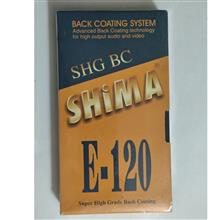 BACK COATING SYSTEM
Advanced Back Coating technology
for high output audio and video
SHG BC
SHiMA®
E-120
Super High Grade Back Coating